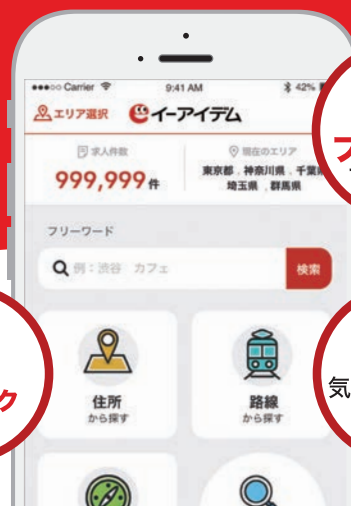 Carrier 9:41 AM 42%
エリア選択 イーアイデム
求人件数
999,999件
現在のエリア
東京都．神奈川県．千葉県
埼玉県．群馬県
フリーワード
例：渋谷 カフェ 検索
住所
から探す
路線
から探す
ク
気